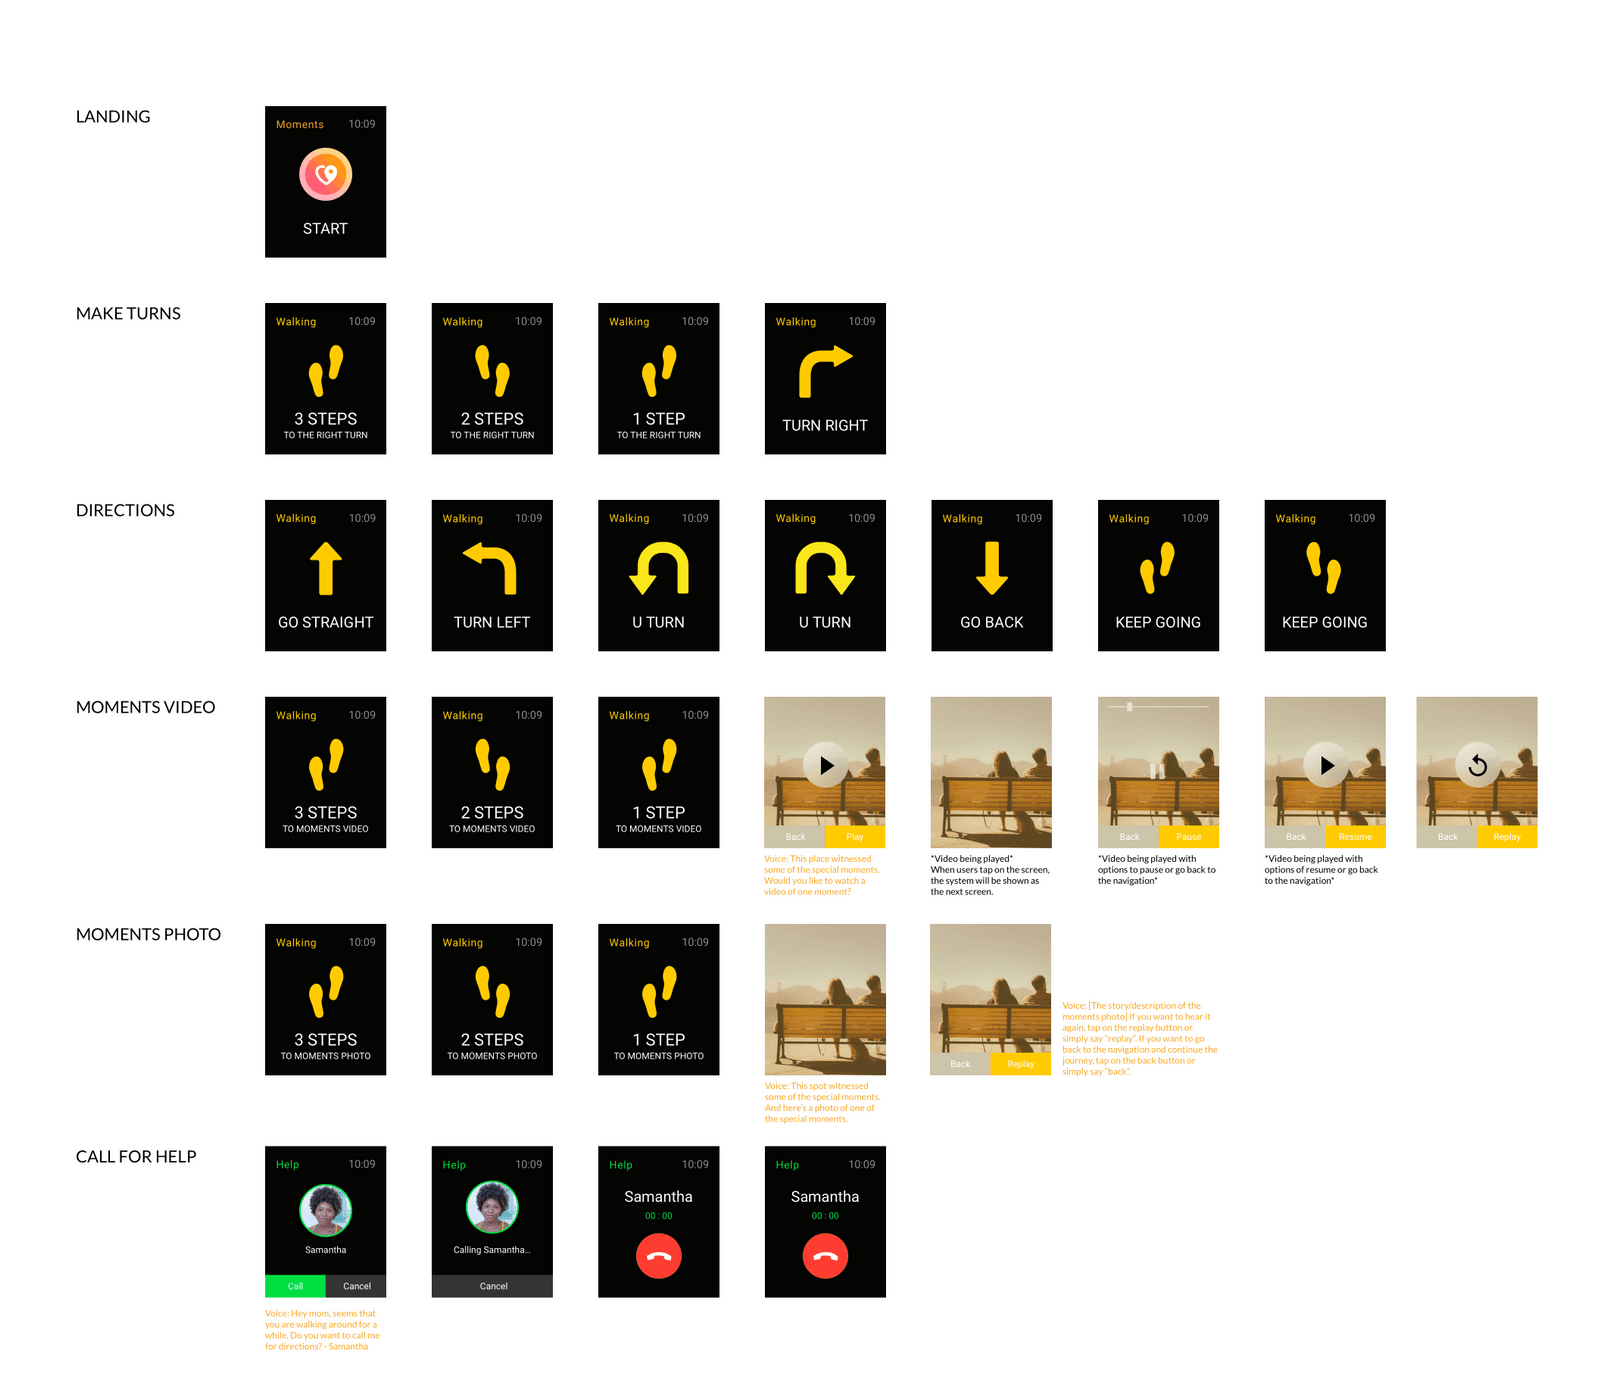 LANDING
Moments 10:09
START
MAKE TURNS
Walking 10:09
3 STEPS
TO THE RIGHT TURN
Walking 10:09
2 STEPS
TO THE RIGHT TURN
Walking 10:09
1 STEP
TO THE RIGHT TURN
Walking 10:09
TURN RIGHT
DIRECTIONS
Walking 10:09
GO STRAIGHT
Walking 10:09
TURN LEFT
Walking 10:09
U TURN
Walking 10:09
U TURN
Walking 10:09
GO BACK
Walking 10:09
KEEP GOING
Walking 10:09
KEEP GOING
MOMENTS VIDEO
Walking 10:09
3 STEPS
TO MOMENTS VIDEO
Walking 10:09
2 STEPS
TO MOMENTS VIDEO
Walking 10:09
1 STEP
TO MOMENTS VIDEO
Back Play
Voice: This place witnessed
some of the special moments.
Would you like to watch a
video of one moment?
*Video being played*
When users tap on the screen,
the system will be shown as
the next screen.
Back Pause
*Video being played with
options to pause or go back to
the navigation*
Back Resume
*Video being played with
options of resume or go back
to the navigation*
Back Replay
MOMENTS PHOTO
Walking 10:09
3 STEPS
TO MOMENTS PHOTO
Walking 10:09
2 STEPS
TO MOMENTS PHOTO
Walking 10:09
1 STEP
TO MOMENTS PHOTO
Voice: This spot witnessed
some of the special moments.
And here's a photo of one of
the special moments.
Back Replay
Voice: [The story/description of the
moments photo] If you want to hear it
again, tap on the replay button or
simply say "replay". If you want to go
back to the navigation and continue the
journey, tap on the back button or
simply say "back".
CALL FOR HELP
Help 10:09
Samantha
Call Cancel
Voice: Hey mom, seems that
you are walking around for a
while. Do you want to call me
for directions? - Samantha
Help 10:09
Calling Samantha...
Cancel
Help 10:09
Samantha
00 : 00
Help 10:09
Samantha
00 : 00